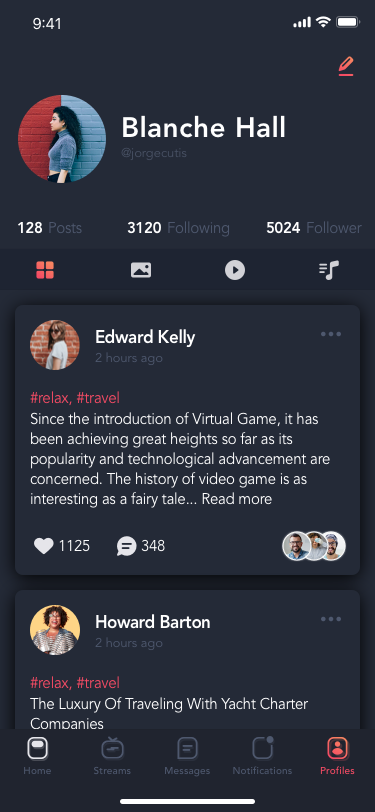 9:41
Blanche Hall
@jorgecutis
128 Posts 3120 Following 5024 Follower
Edward Kelly
2 hours ago
#relax, #travel
Since the introduction of Virtual Game, it has
been achieving great heights so far as its
popularity and technological advancement are
concerned. The history of video game is as
interesting as a fairy tale... Read more
1125 348
Howard Barton
2 hours ago
#relax, #travel
The Luxury Of Traveling With Yacht Charter
Companies
Home Streams Messages Notifications Profiles